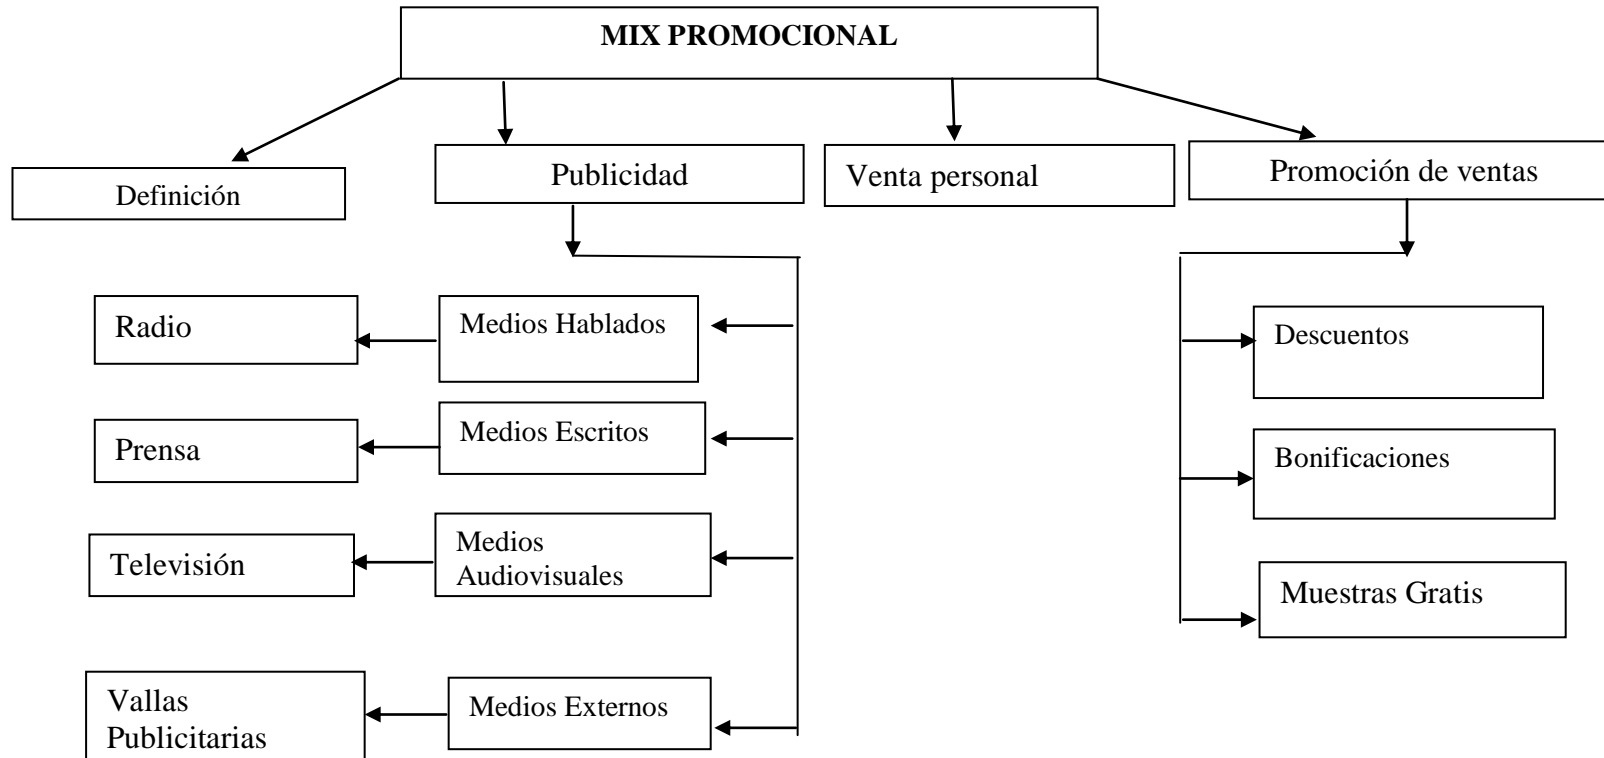 MIX PROMOCIONAL
Definición
Publicidad
Venta personal
Promoción de ventas
Radio
Medios Hablados
Descuentos
Prensa
Medios Escritos
Bonificaciones
Televisión
Medios
Audiovisuales
Muestras Gratis
Vallas
Publicitarias
Medios Externos